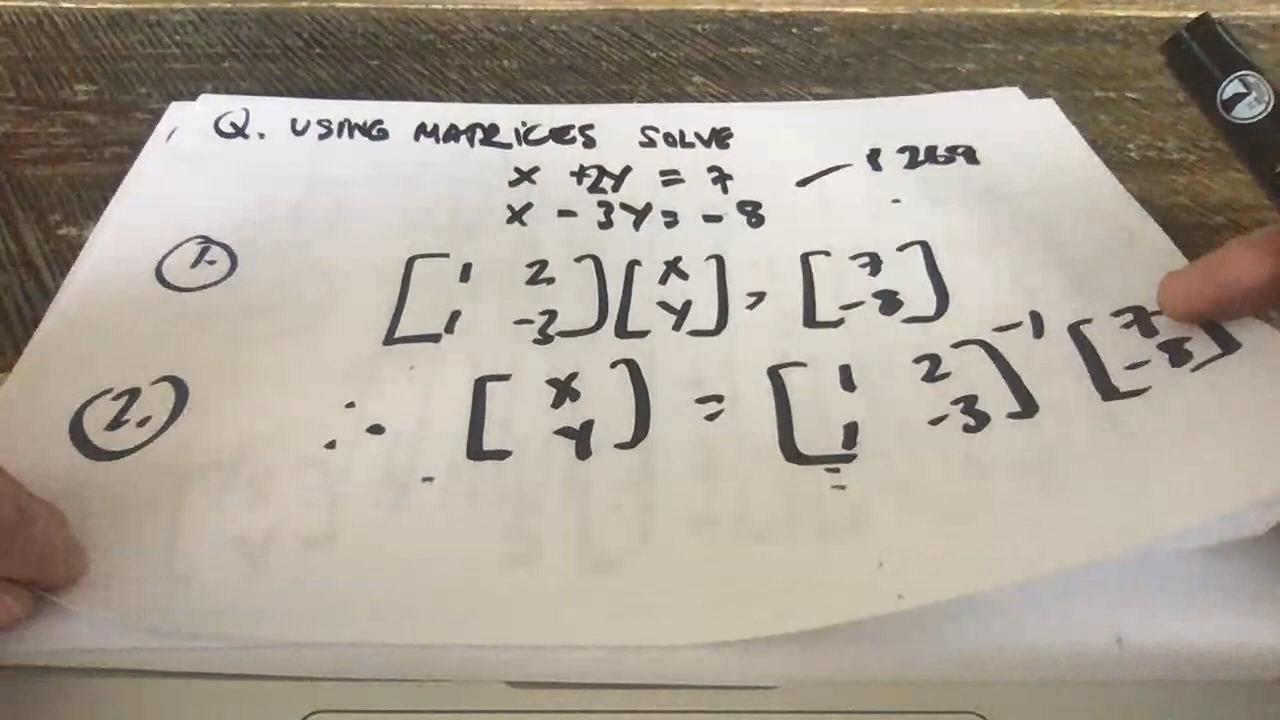 Q. USING MATRICES SOLVE
x + 2y = 7
x - 3y = - 8
1.
[1 2] [x] = [7]
[1 -3] [y] [-8]
2.
∴ [x] = [1 2]⁻¹ [7]
[y] [1 -3] [-8]